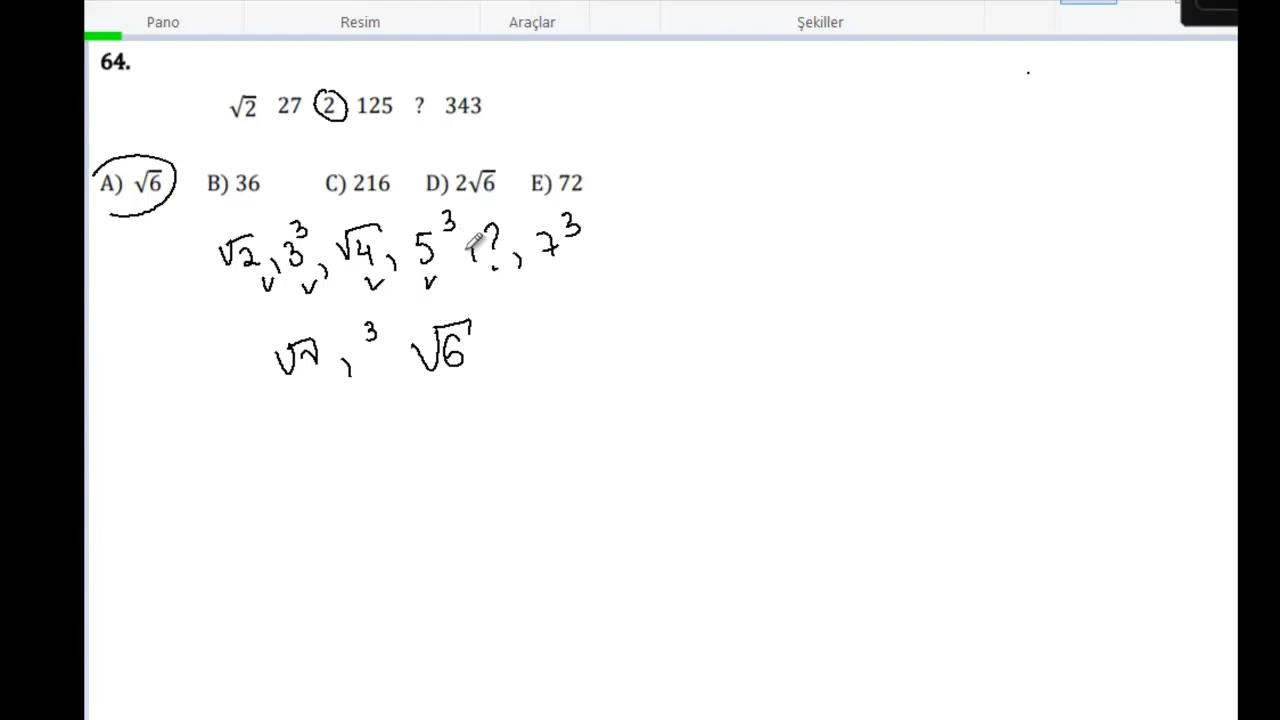 Pano Resim Araçlar Şekiller
64.
√2 27 2 125 ? 343
A) √6 B) 36 C) 216 D) 2√6 E) 72
√2 , 3³ , √4 , 5³ , ? , 7³
, ³ √6